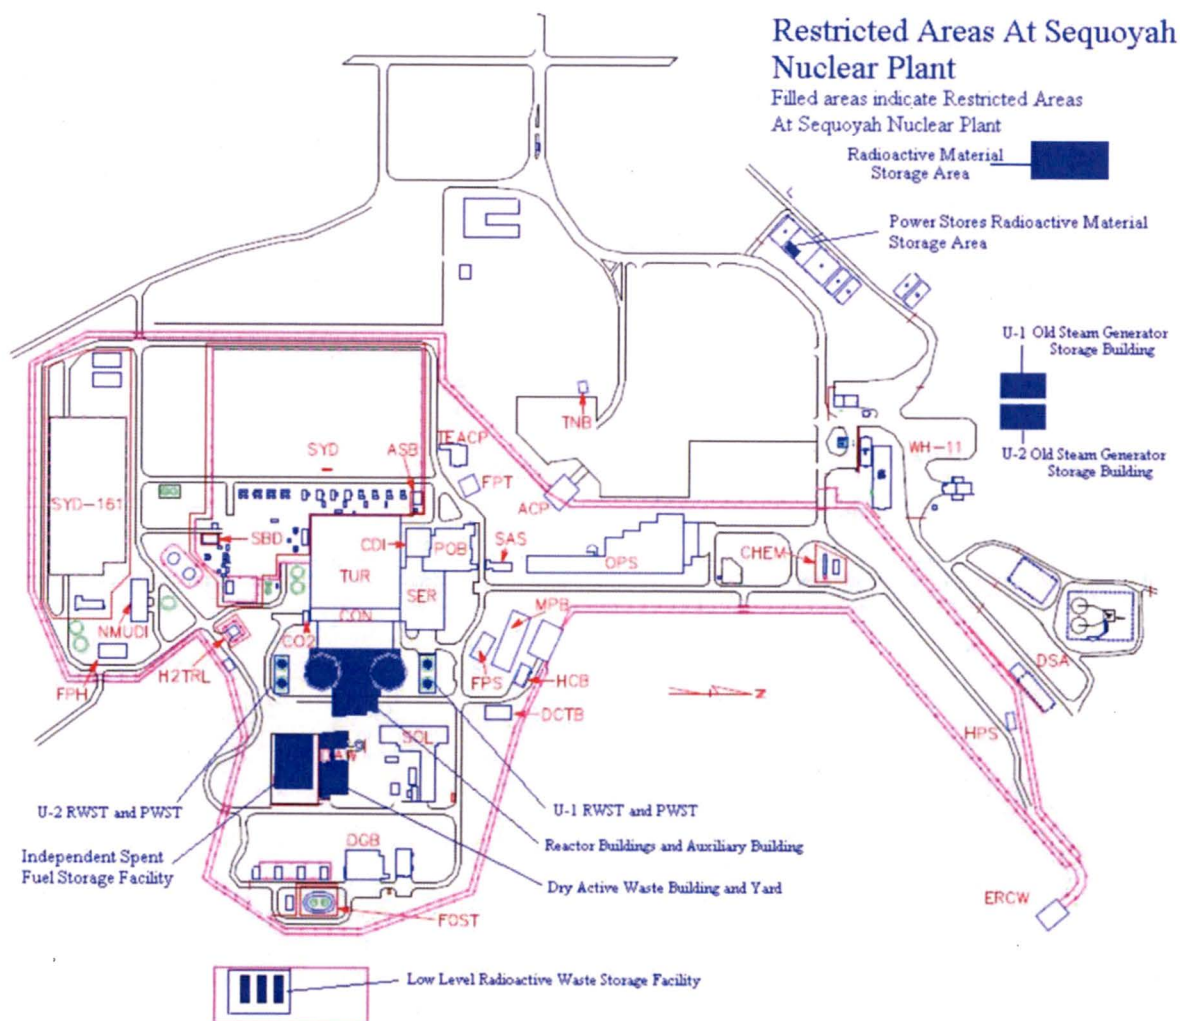 Restricted Areas At Sequoyah
Nuclear Plant
Filled areas indicate Restricted Areas
At Sequoyah Nuclear Plant
Radioactive Material
Storage Area
Power Stores Radioactive Material
Storage Area
U-1 Old Steam Generator
Storage Building
U-2 Old Steam Generator
Storage Building
TNB
TEACP
SYD
ASB
FPT
WH-11
ACP
SYD-161
SBD
CDI
POB
SAS
OPS
CHEM
TUR
SER
MPB
NMUDI
CO2
CON
H2TRL
FPH
FPS
HCB
DSA
N
DCTB
HPS
SOL
U-2 RWST and PWST
U-1 RWST and PWST
DGB
Reactor Buildings and Auxiliary Building
Independent Spent
Fuel Storage Facility
Dry Active Waste Building and Yard
ERCW
FOST
Low Level Radioactive Waste Storage Facility